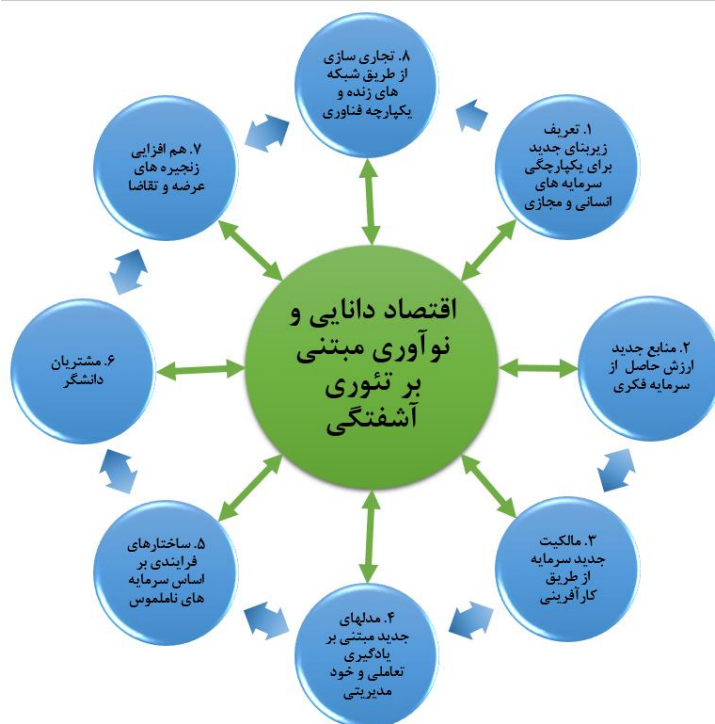 ۸. تجاری سازی
از طریق شبکه
های زنده و
یکپارچه فناوری
۱. تعریف
زیربنای جدید
برای یکپارچگی
سرمایه های
انسانی و مجازی
۲. منابع جدید
ارزش حاصل از
سرمایه فکری
۳. مالکیت
جدید سرمایه
از طریق
کارآفرینی
۴. مدلهای
جدید مبتنی بر
یادگیری
تعاملی و خود
مدیریتی
۵. ساختارهای
فرایندی بر
اساس سرمایه
های ناملموس
۶. مشتریان
دانشگر
۷. هم افزایی
زنجیره های
عرضه و تقاضا
اقتصاد دانایی و
نوآوری مبتنی
بر تئوری
آشفتگی